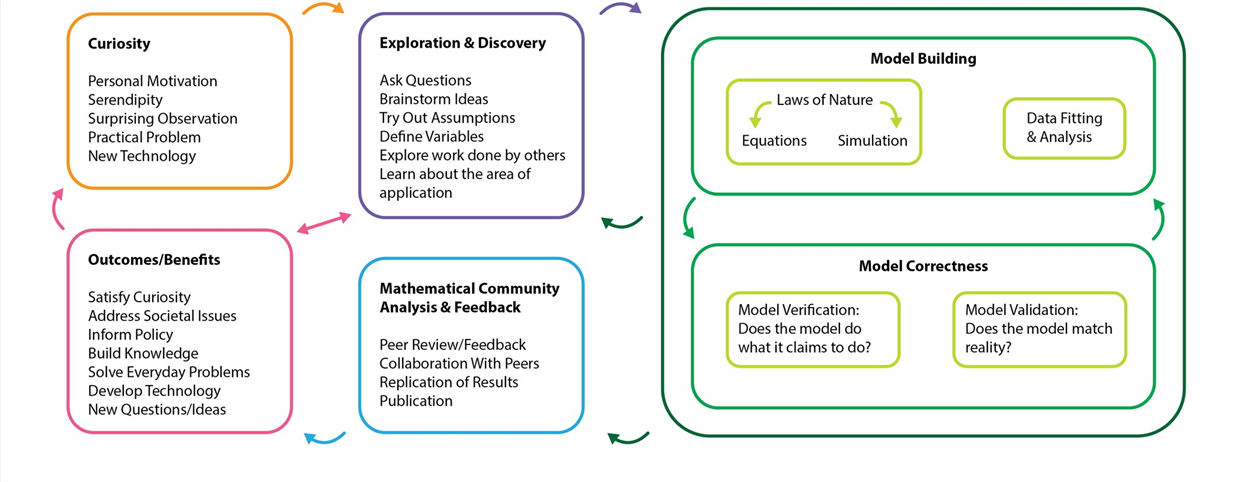 Curiosity
Personal Motivation
Serendipity
Surprising Observation
Practical Problem
New Technology
Exploration & Discovery
Ask Questions
Brainstorm Ideas
Try Out Assumptions
Define Variables
Explore work done by others
Learn about the area of
application
Model Building
Laws of Nature
Equations
Simulation
Data Fitting
& Analysis
Outcomes/Benefits
Satisfy Curiosity
Address Societal Issues
Inform Policy
Build Knowledge
Solve Everyday Problems
Develop Technology
New Questions/Ideas
Mathematical Community
Analysis & Feedback
Peer Review/Feedback
Collaboration With Peers
Replication of Results
Publication
Model Correctness
Model Verification:
Does the model do
what it claims to do?
Model Validation:
Does the model match
reality?